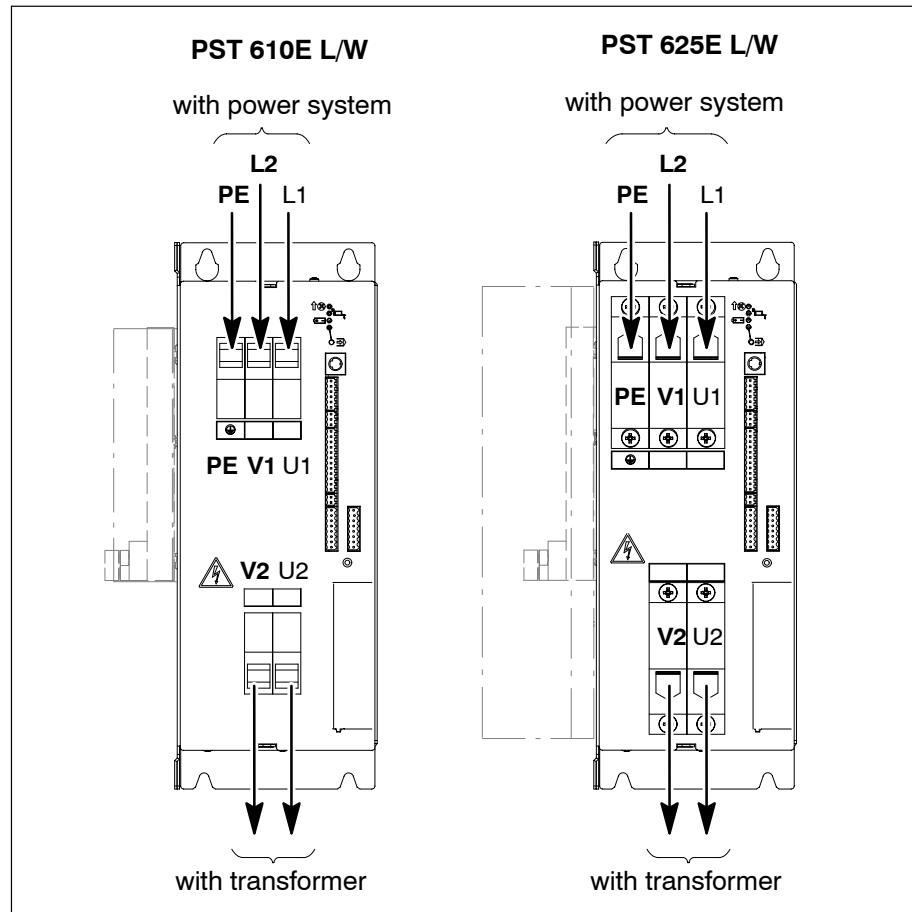 PST 610E L/W
with power system
L2
PE L1
PE V1 U1
V2 U2
with transformer
PST 625E L/W
with power system
L2
PE L1
PE V1 U1
V2 U2
with transformer